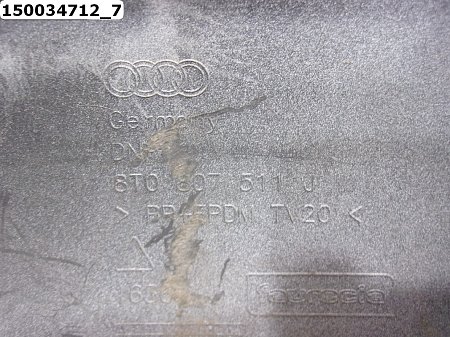 150034712_7
Germany
8T0 807 511 J
> PP+EPDM TV20 <
faurecia